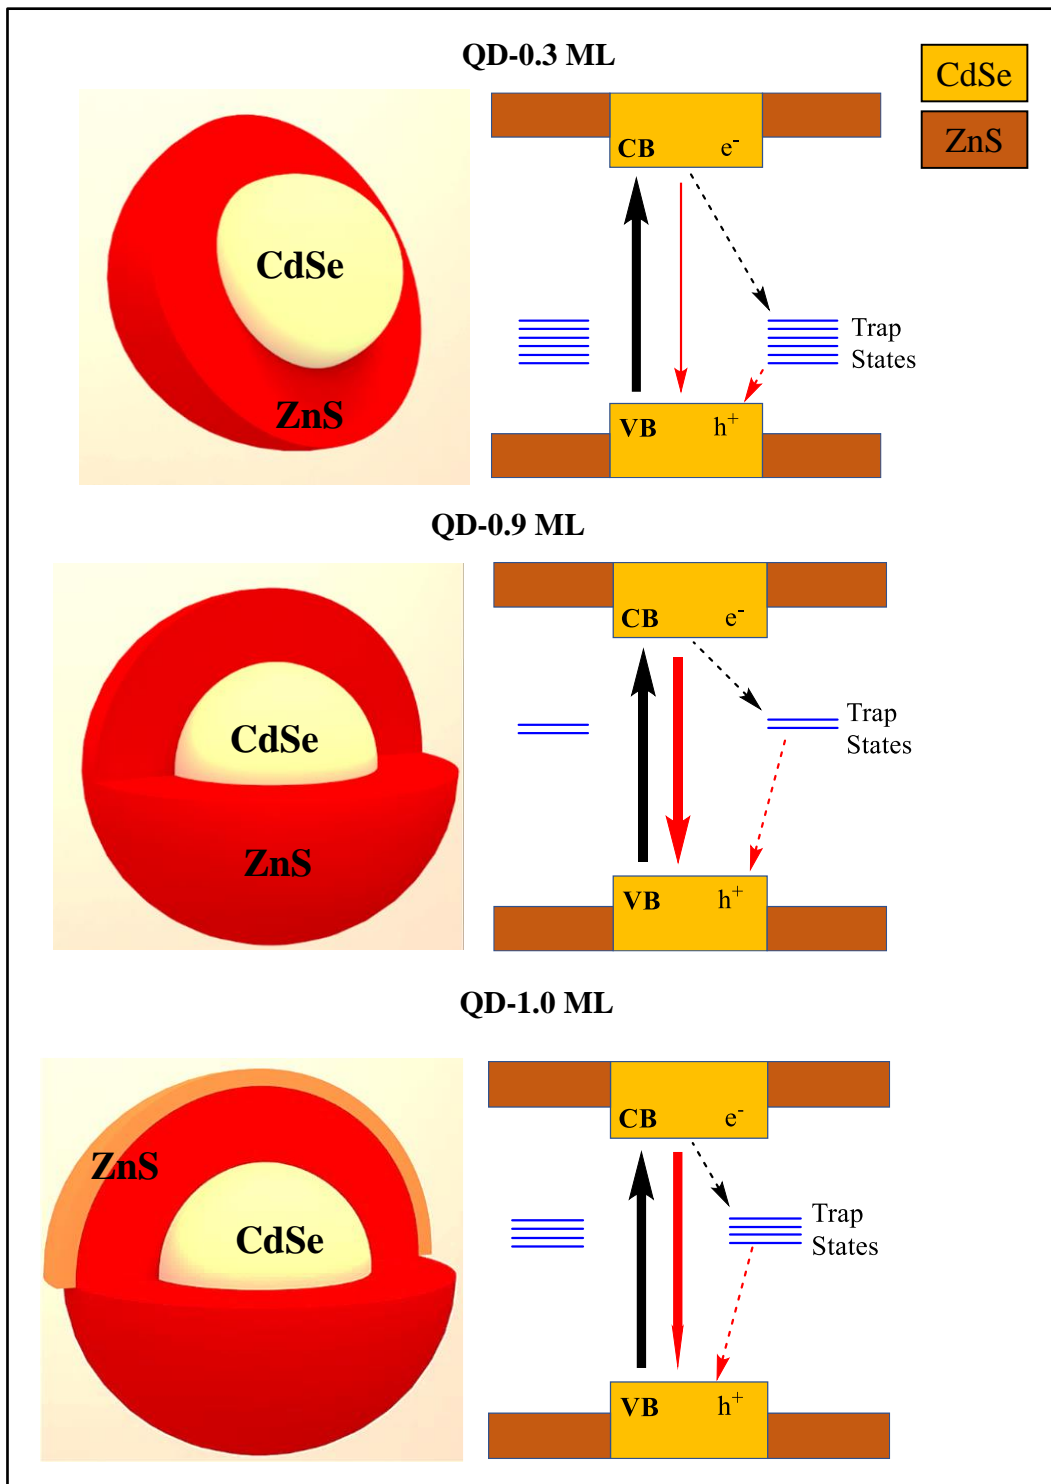 QD-0.3 ML
CdSe
ZnS
CdSe
ZnS
CB e⁻
Trap
States
VB h⁺
QD-0.9 ML
CdSe
ZnS
CB e⁻
Trap
States
VB h⁺
QD-1.0 ML
ZnS
CdSe
CB e⁻
Trap
States
VB h⁺